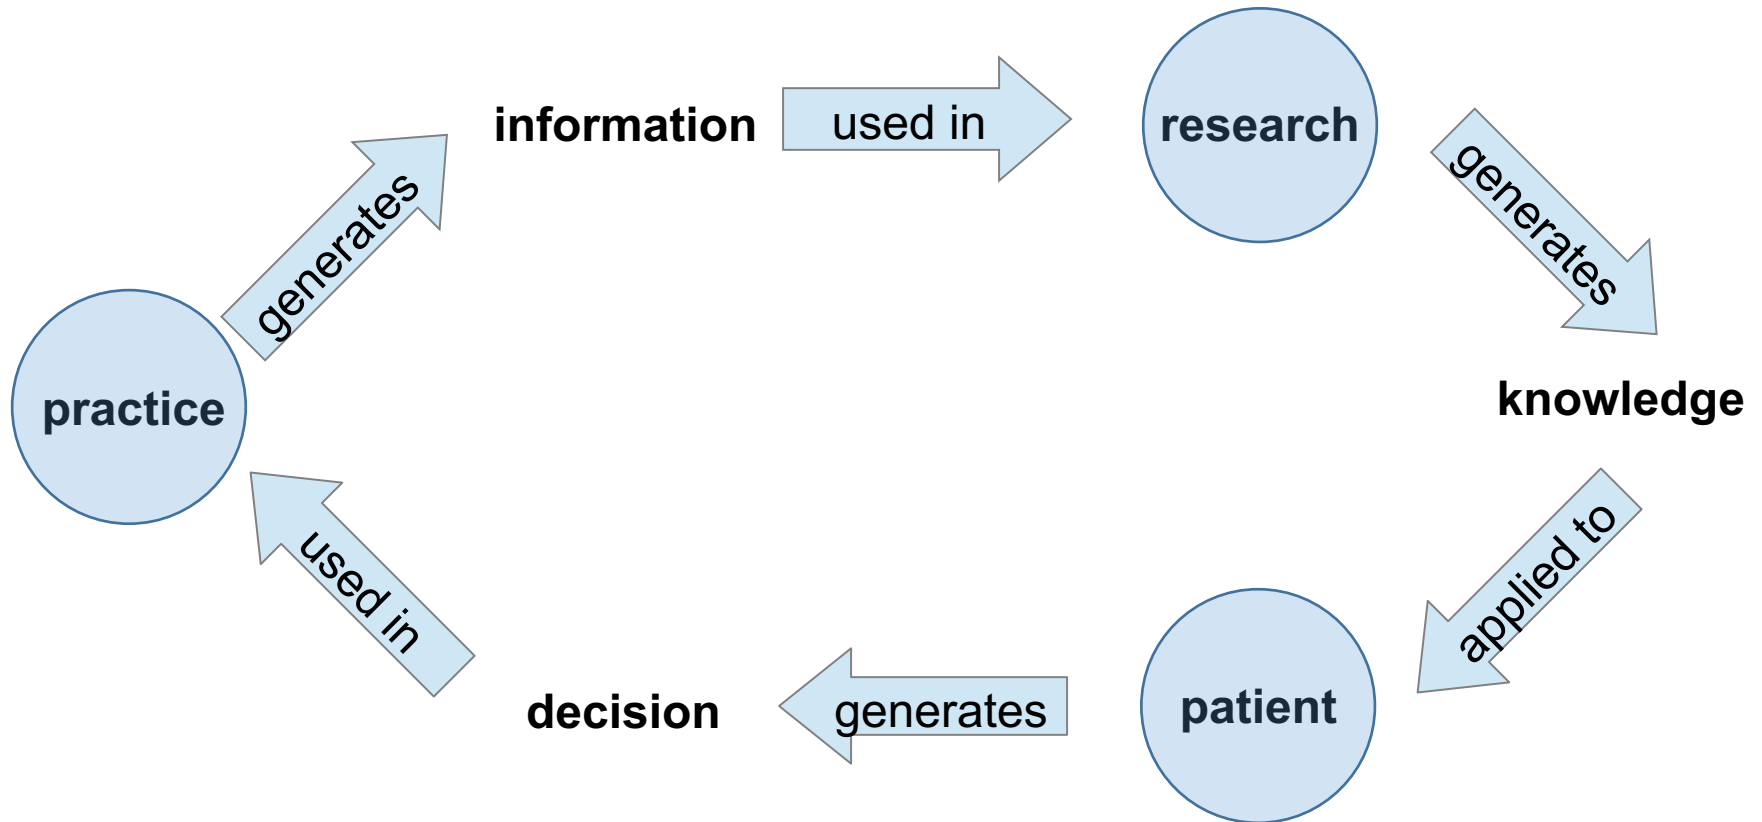 information
used in
research
generates
generates
practice
knowledge
used in
applied to
decision
generates
patient